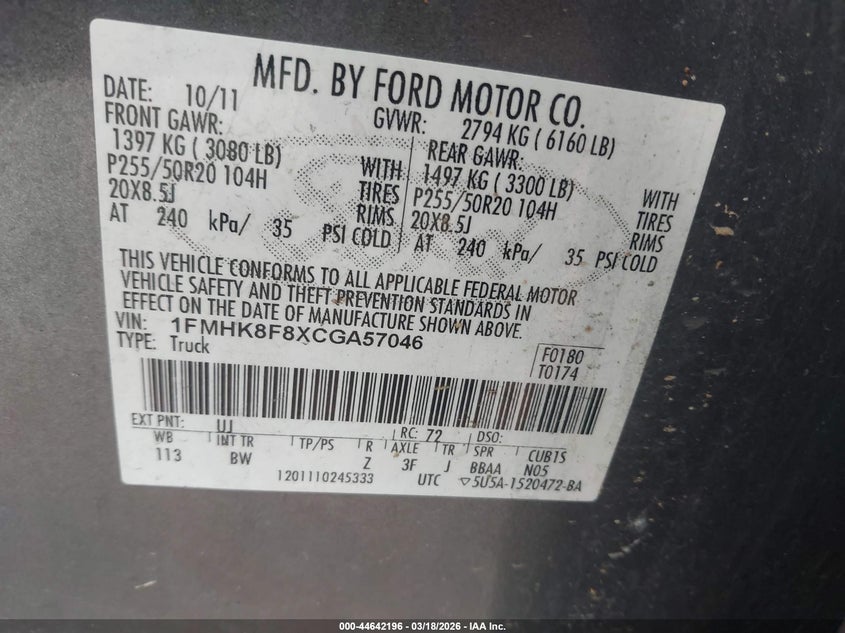 MFD. BY FORD MOTOR CO.
DATE: 10/11 GVWR: 2794 KG ( 6160 LB)
FRONT GAWR: REAR GAWR:
1397 KG ( 3080 LB) WITH 1497 KG ( 3300 LB) WITH
P255/50R20 104H TIRES P255/50R20 104H TIRES
20X8.5J RIMS 20X8.5J RIMS
AT 240 kPa/ 35 PSI COLD AT 240 kPa/ 35 PSI COLD
THIS VEHICLE CONFORMS TO ALL APPLICABLE FEDERAL MOTOR
VEHICLE SAFETY AND THEFT PREVENTION STANDARDS IN
EFFECT ON THE DATE OF MANUFACTURE SHOWN ABOVE.
VIN: 1FMHK8F8XCGA57046
TYPE: Truck
F0180
T0174
EXT PNT: UJ RC: 72 DSO:
WB INT TR TP/PS R AXLE TR SPR CUB1S
113 BW Z 3F J BBAA N05
1201110245333 UTC ▽5U5A-1520472-BA
000-44642196 - 03/18/2026 - IAA Inc.